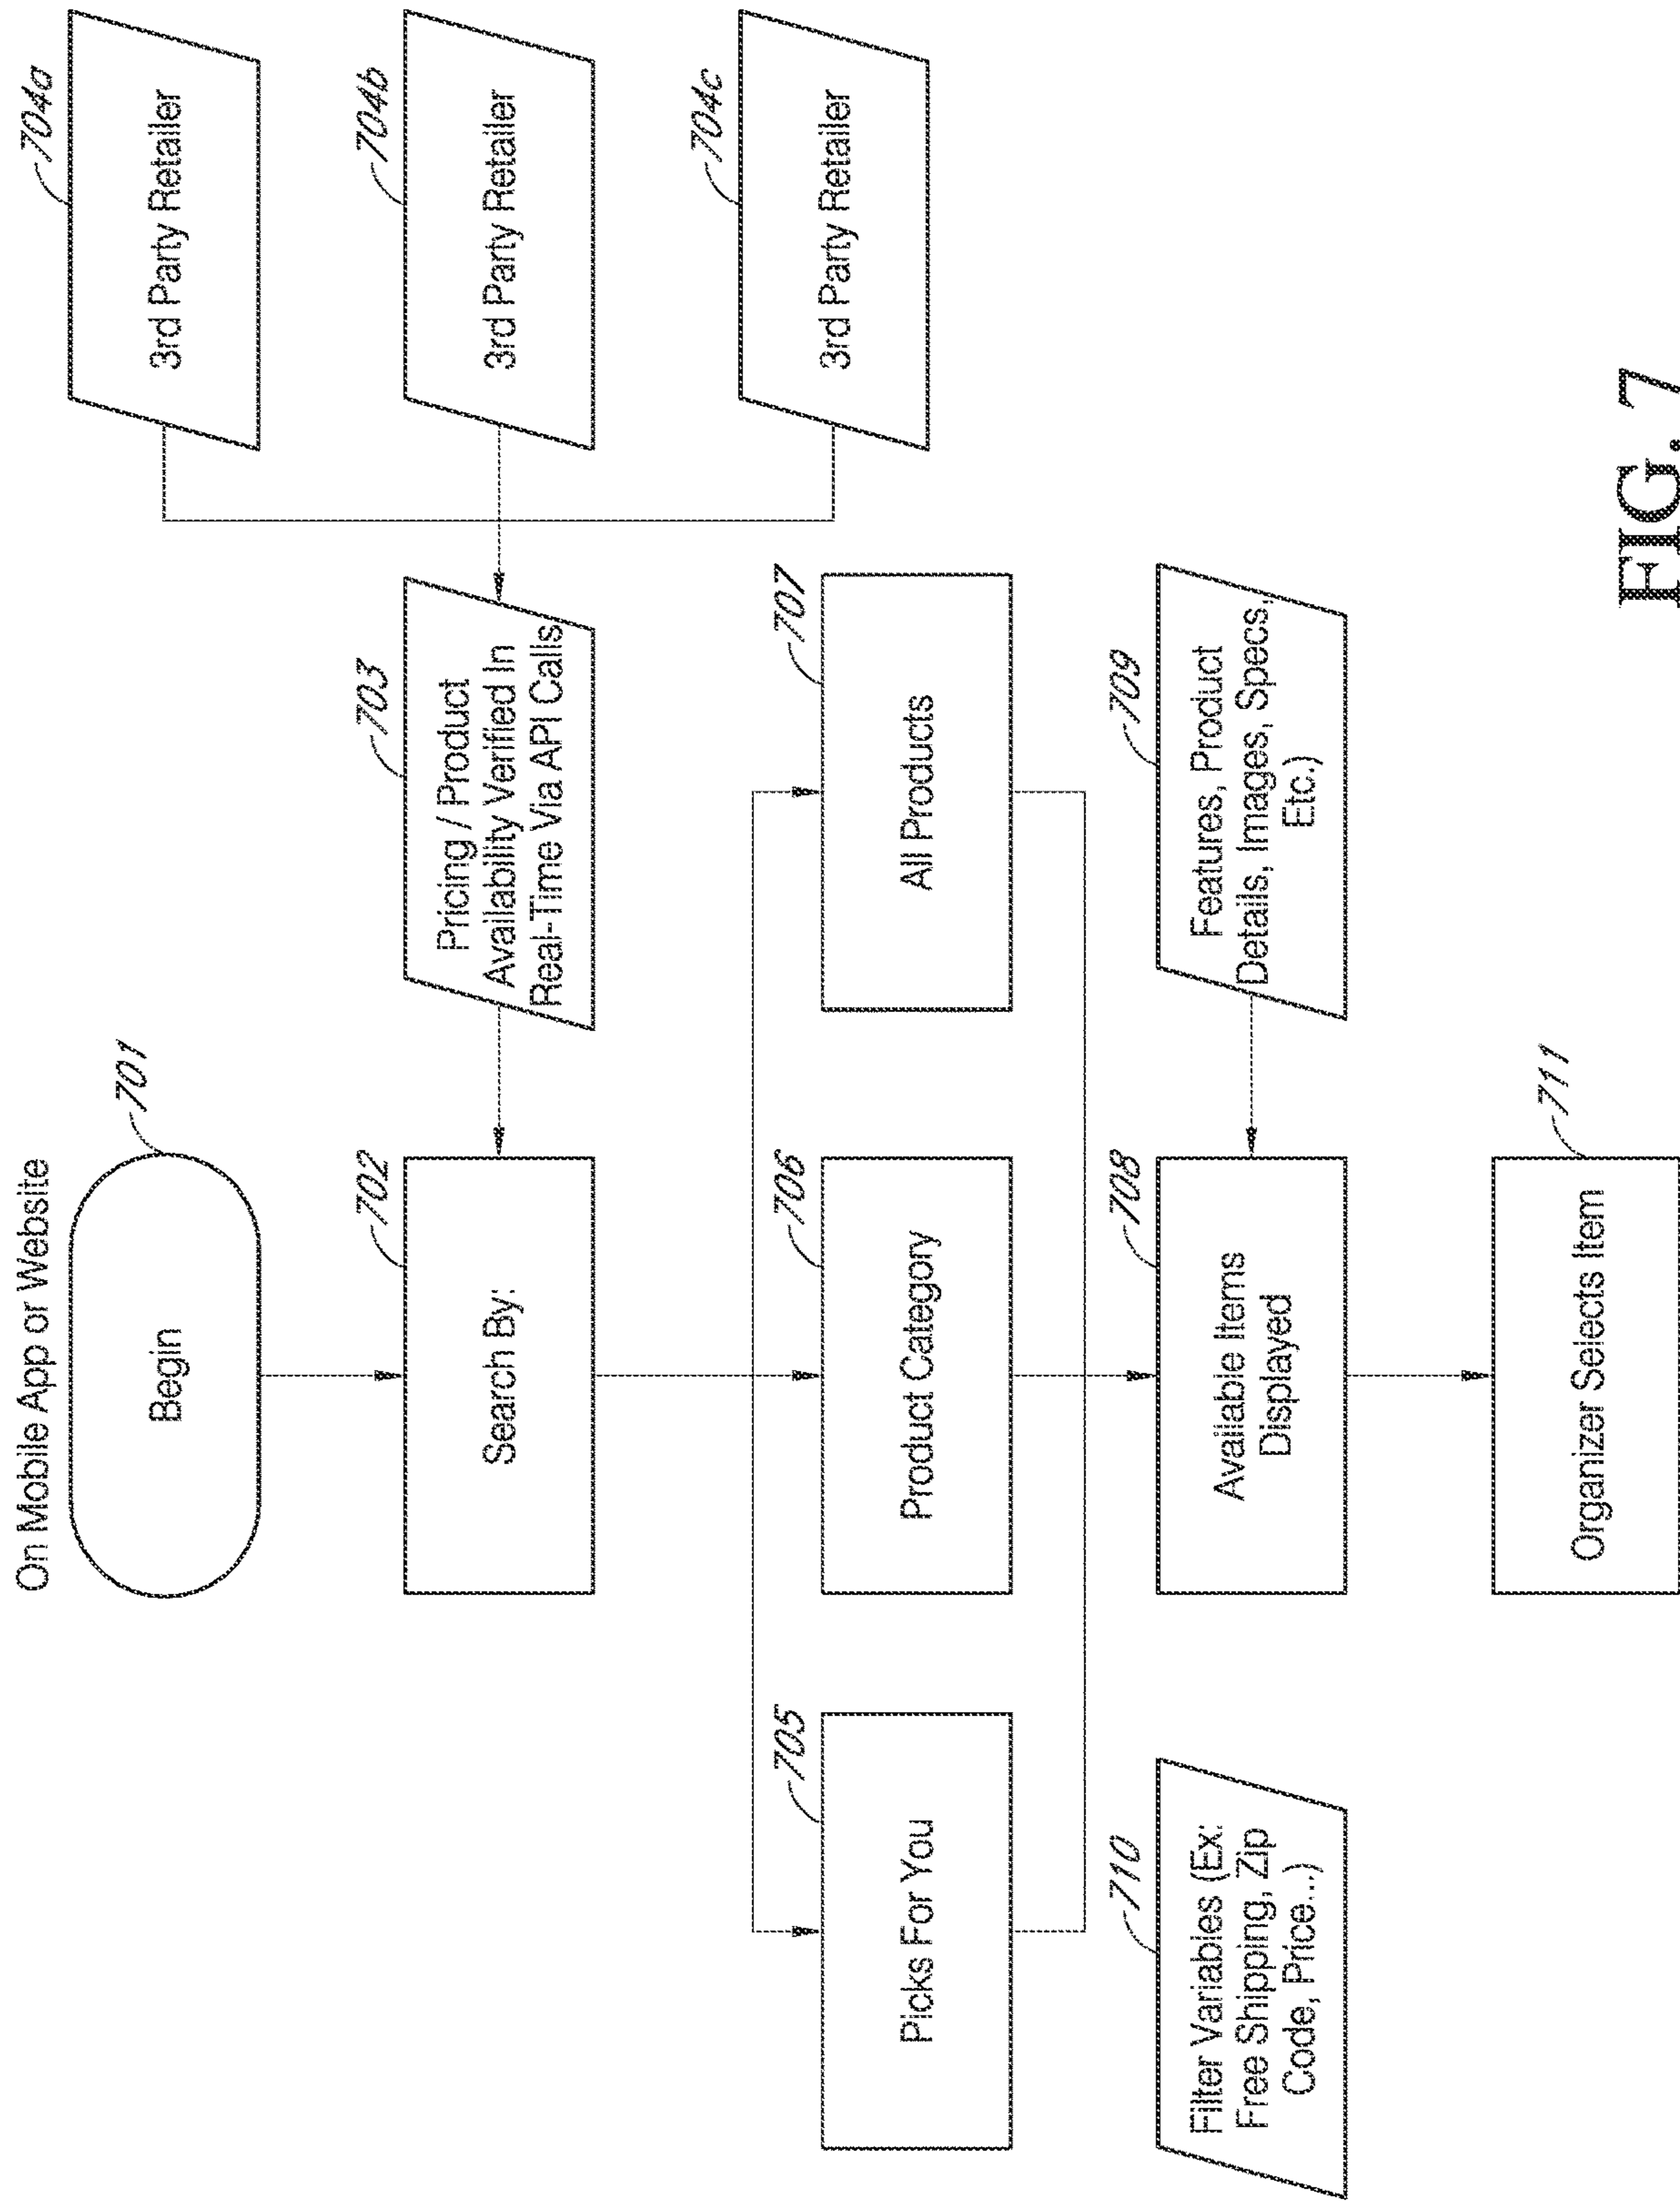 On Mobile App or Website
Begin
701
Search By:
702
Pricing / Product
Availability Verified In
Real-Time Via API Calls
703
3rd Party Retailer
704a
3rd Party Retailer
704b
3rd Party Retailer
704c
Picks For You
705
Product Category
706
All Products
707
Filter Variables (Ex:
Free Shipping, Zip
Code, Price...)
710
Available Items
Displayed
708
Features, Product
Details, Images, Specs,
Etc.)
709
Organizer Selects Item
711
FIG. 7